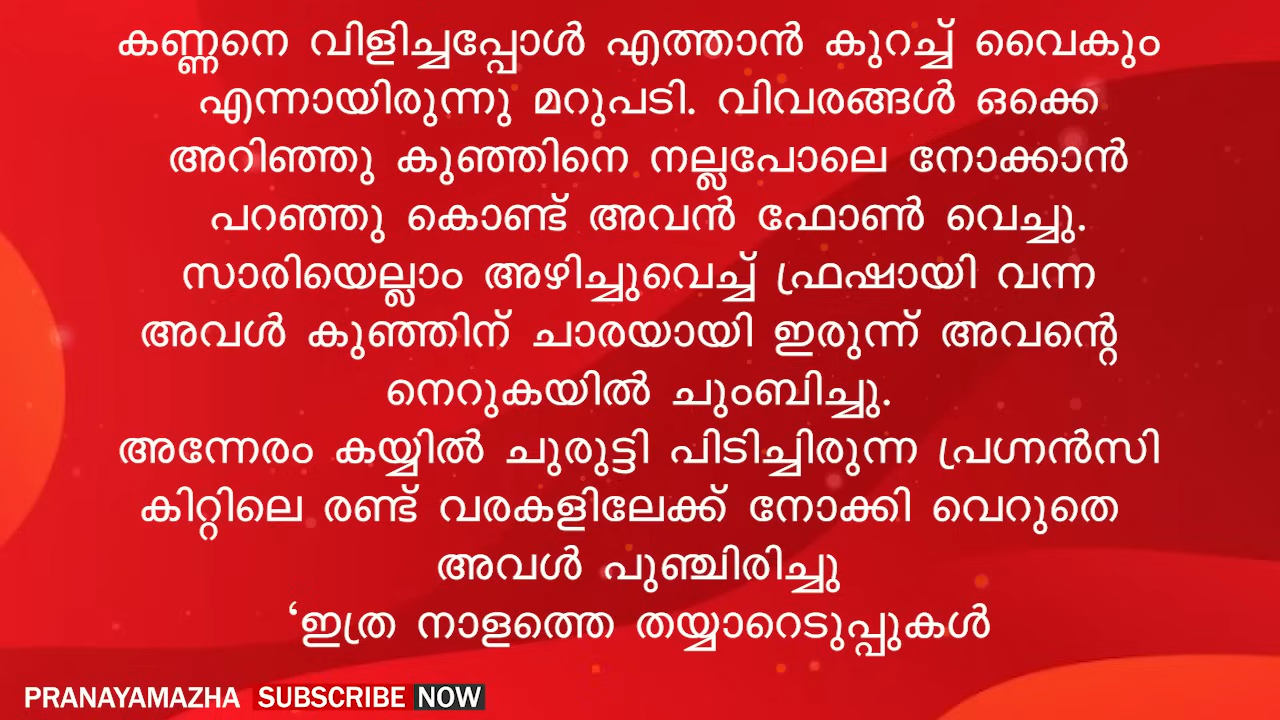 കണ്ണനെ വിളിച്ചപ്പോൾ എത്താൻ കുറച്ച് വൈകും
എന്നായിരുന്നു മറുപടി. വിവരങ്ങൾ ഒക്കെ
അറിഞ്ഞു കുഞ്ഞിനെ നല്ലപോലെ നോക്കാൻ
പറഞ്ഞു കൊണ്ട് അവൻ ഫോൺ വെച്ചു.
സാരിയെല്ലാം അഴിച്ചുവെച്ച് ഫ്രഷായി വന്ന
അവൾ കുഞ്ഞിന് ചാരയായി ഇരുന്ന് അവന്റെ
നെറുകയിൽ ചുംബിച്ചു.
അന്നേരം കയ്യിൽ ചുരുട്ടി പിടിച്ചിരുന്ന പ്രഗ്നൻസി
കിറ്റിലെ രണ്ട് വരകളിലേക്ക് നോക്കി വെറുതെ
അവൾ പുഞ്ചിരിച്ചു
‘ഇത്ര നാളത്തെ തയ്യാറെടുപ്പുകൾ
PRANAYAMAZHA SUBSCRIBE NOW